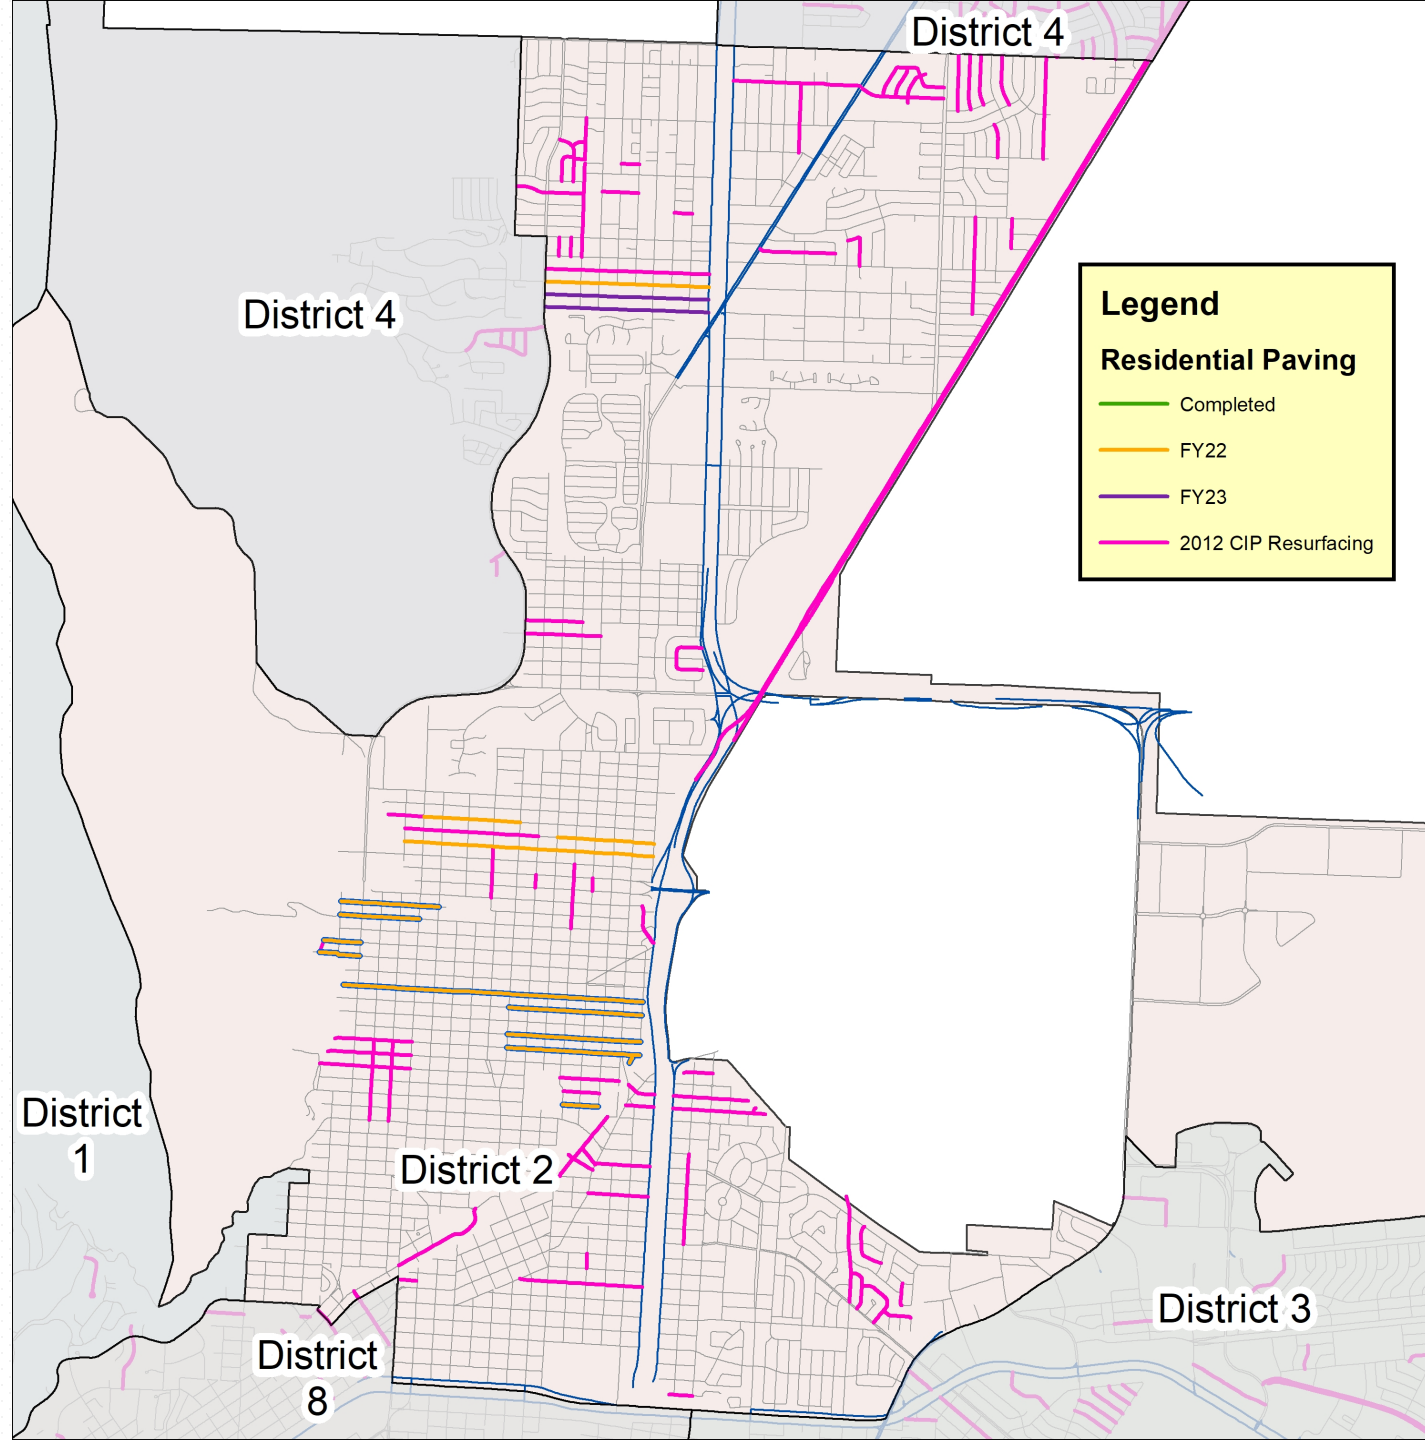 District 4
District 4
Legend
Residential Paving
Completed
FY22
FY23
2012 CIP Resurfacing
District
1
District 2
District 3
District
8